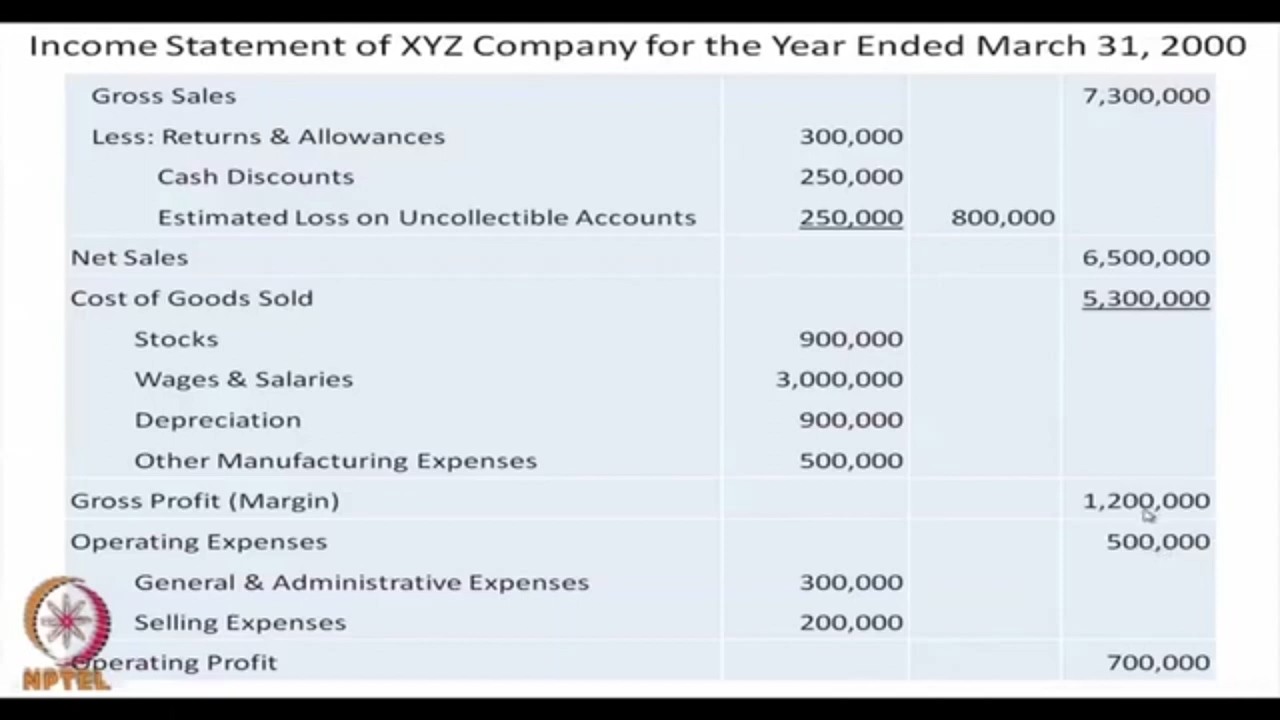 Income Statement of XYZ Company for the Year Ended March 31, 2000
Gross Sales 7,300,000
Less: Returns & Allowances 300,000
Cash Discounts 250,000
Estimated Loss on Uncollectible Accounts 250,000 800,000
Net Sales 6,500,000
Cost of Goods Sold 5,300,000
Stocks 900,000
Wages & Salaries 3,000,000
Depreciation 900,000
Other Manufacturing Expenses 500,000
Gross Profit (Margin) 1,200,000
Operating Expenses 500,000
General & Administrative Expenses 300,000
Selling Expenses 200,000
Operating Profit 700,000
NPTEL